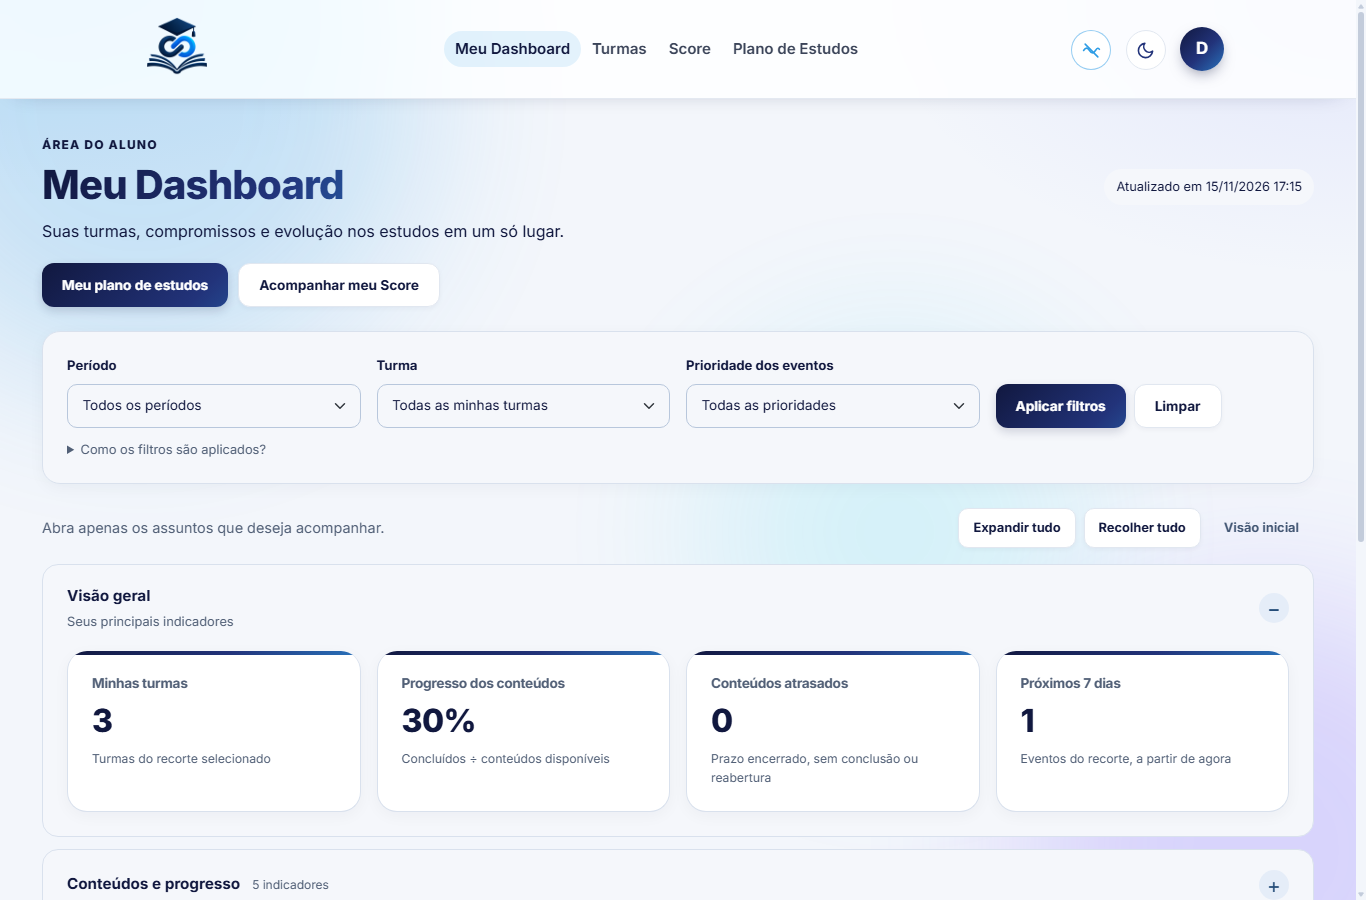 Meu Dashboard
Turmas
Score
Plano de Estudos
D
ÁREA DO ALUNO
Meu Dashboard
Atualizado em 15/11/2026 17:15
Suas turmas, compromissos e evolução nos estudos em um só lugar.
Meu plano de estudos
Acompanhar meu Score
Período
Turma
Prioridade dos eventos
Todos os períodos
Todas as minhas turmas
Todas as prioridades
Aplicar filtros
Limpar
Como os filtros são aplicados?
Abra apenas os assuntos que deseja acompanhar.
Expandir tudo
Recolher tudo
Visão inicial
Visão geral
Seus principais indicadores
Minhas turmas
3
Turmas do recorte selecionado
Progresso dos conteúdos
30%
Concluídos ÷ conteúdos disponíveis
Conteúdos atrasados
0
Prazo encerrado, sem conclusão ou
reabertura
Próximos 7 dias
1
Eventos do recorte, a partir de agora
Conteúdos e progresso
5 indicadores